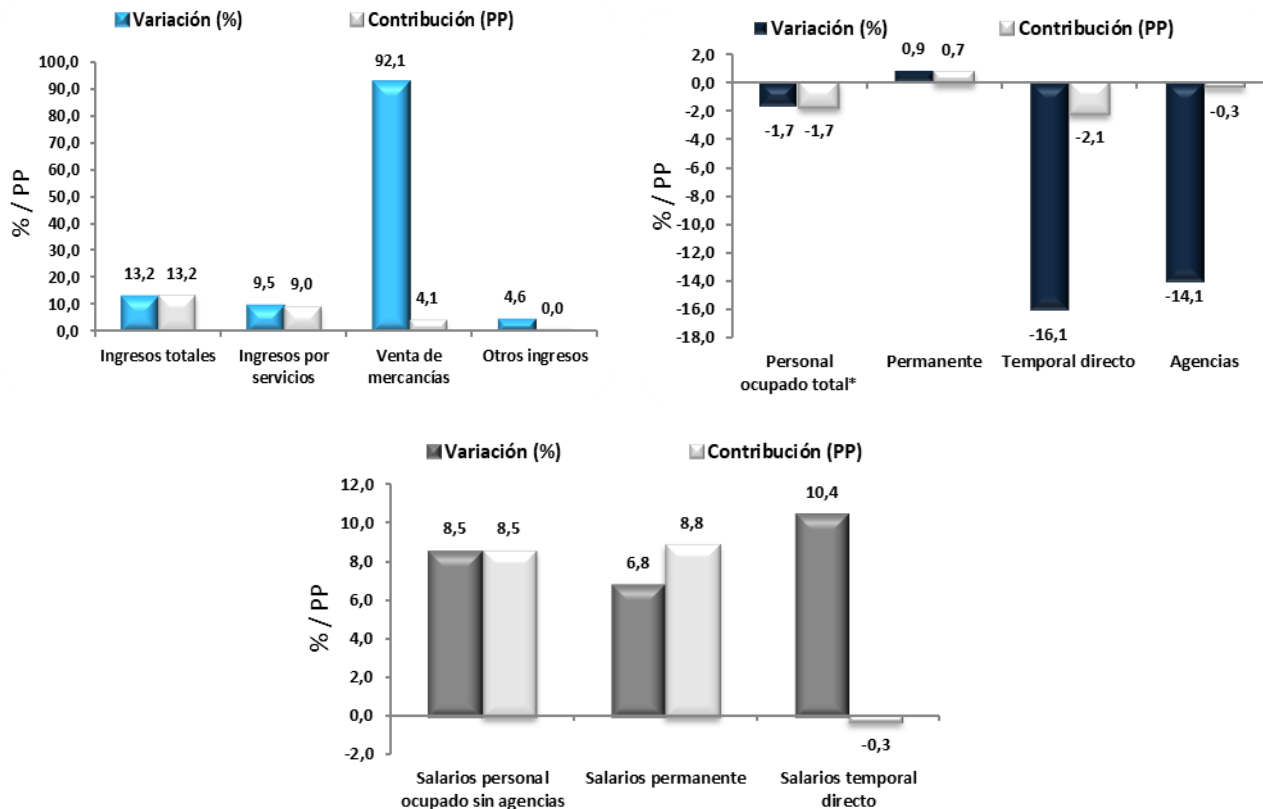 Variación (%) Contribución (PP)
% / PP
100,0
90,0
80,0
70,0
60,0
50,0
40,0
30,0
20,0
10,0
0,0
13,2 13,2
9,5 9,0
92,1
4,1
4,6 0,0
Ingresos totales
Ingresos por
servicios
Venta de
mercancías
Otros ingresos
Variación (%) Contribución (PP)
% / PP
2,0
0,0
-2,0
-4,0
-6,0
-8,0
-10,0
-12,0
-14,0
-16,0
-18,0
-1,7 -1,7
0,9 0,7
-16,1
-2,1
-14,1
-0,3
Personal
ocupado total*
Permanente
Temporal directo
Agencias
Variación (%) Contribución (PP)
% / PP
12,0
10,0
8,0
6,0
4,0
2,0
0,0
-2,0
8,5 8,5
6,8 8,8
10,4
-0,3
Salarios personal
ocupado sin agencias
Salarios permanente
Salarios temporal
directo